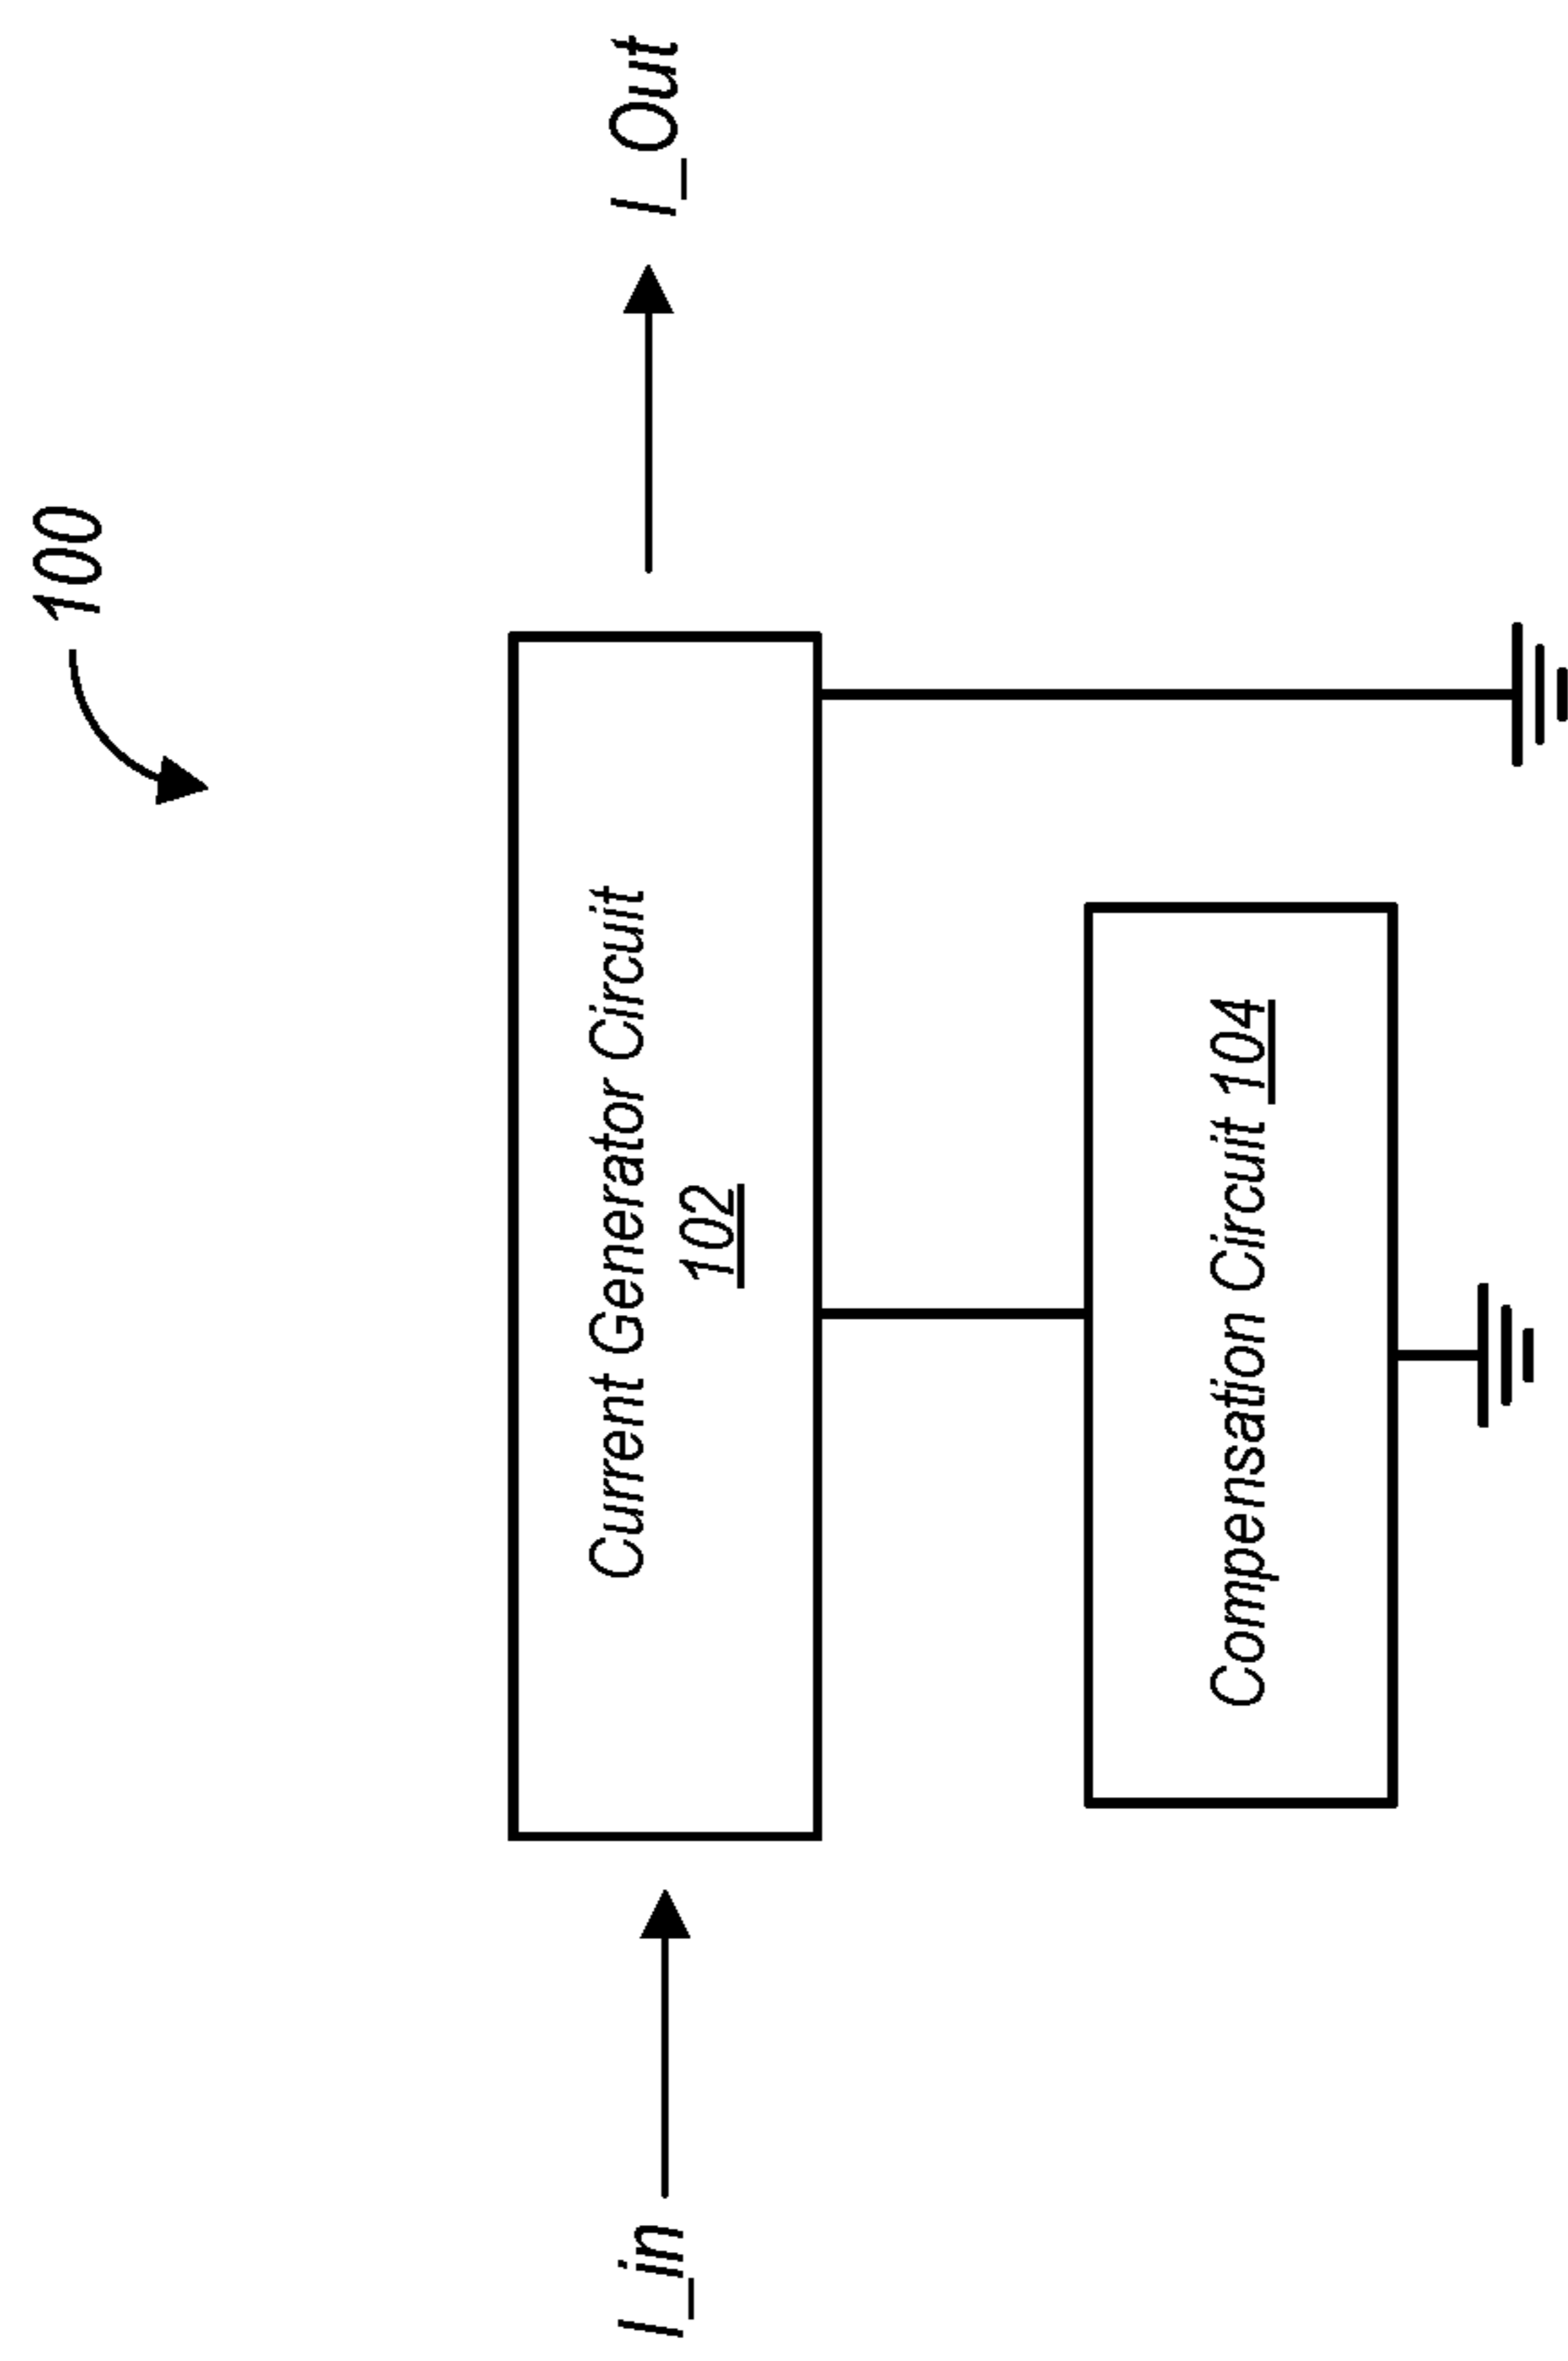 100
I_in
Current Generator Circuit
102
I_Out
Compensation Circuit 104